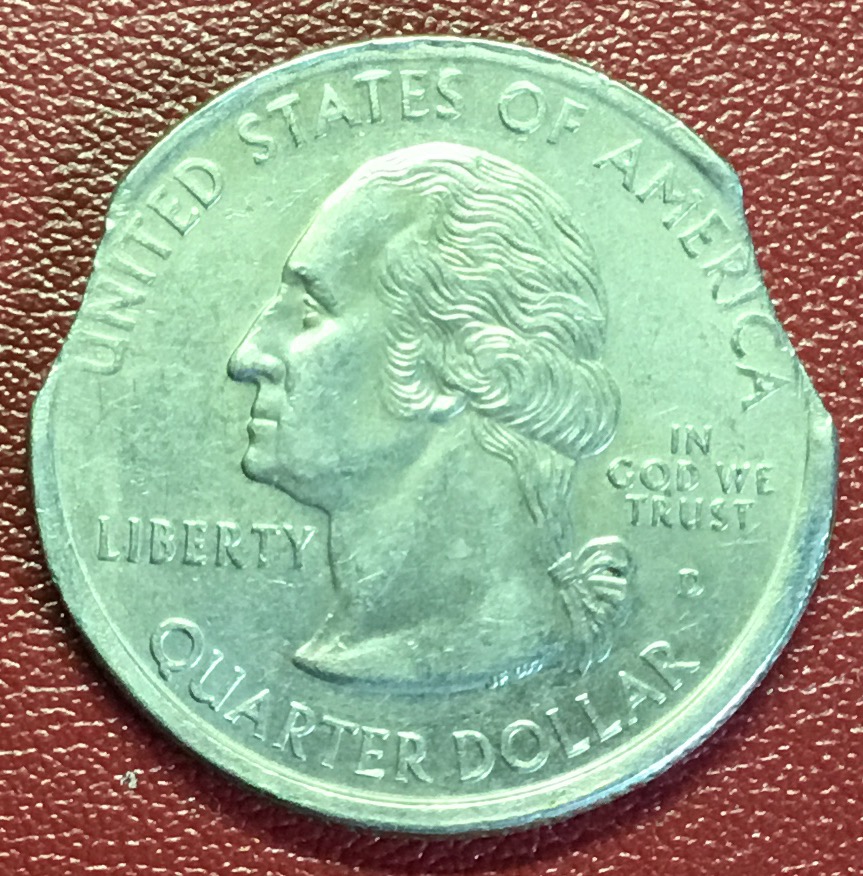 UNITED STATES OF AMERICA
IN
GOD WE
TRUST
LIBERTY
D
QUARTER DOLLAR